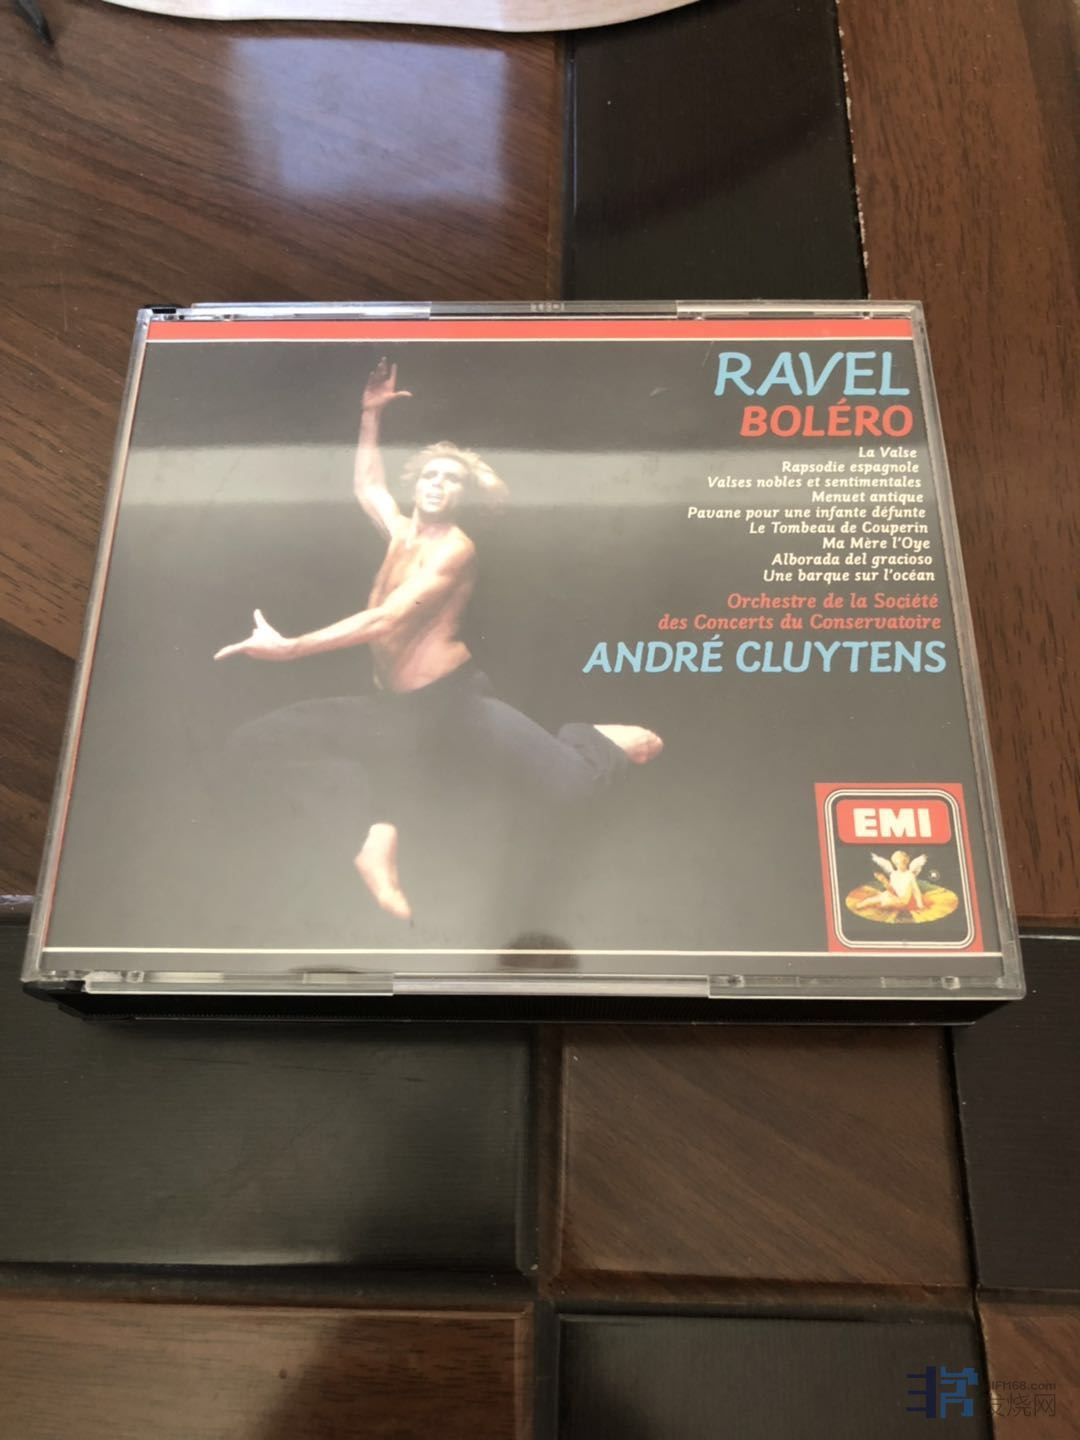 RAVEL
BOLÉRO
La Valse
Rapsodie espagnole
Valses nobles et sentimentales
Menuet antique
Pavane pour une infante défunte
Le Tombeau de Couperin
Ma Mère l'Oye
Alborada del gracioso
Une barque sur l'océan
Orchestre de la Société
des Concerts du Conservatoire
ANDRÉ CLUYTENS
EMI